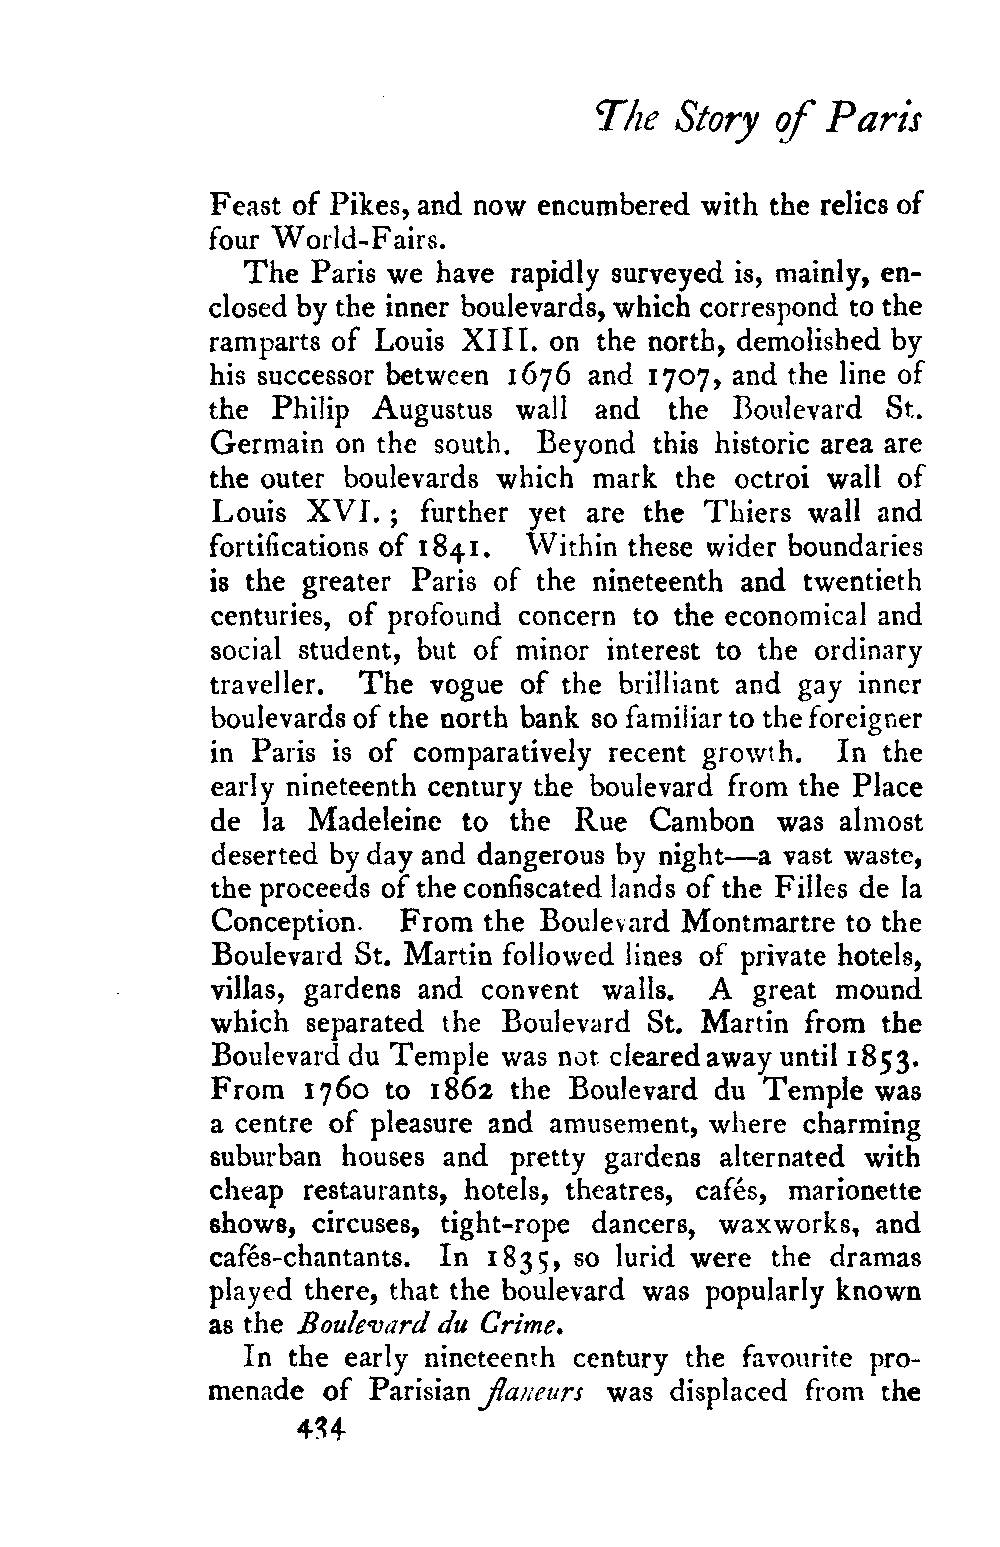 The Story of Paris
Feast of Pikes, and now encumbered with the relics of
four World-Fairs.
The Paris we have rapidly surveyed is, mainly, en-
closed by the inner boulevards, which correspond to the
ramparts of Louis XIII. on the north, demolished by
his successor between 1676 and 1707, and the line of
the Philip Augustus wall and the Boulevard St.
Germain on the south. Beyond this historic area are
the outer boulevards which mark the octroi wall of
Louis XVI. ; further yet are the Thiers wall and
fortifications of 1841. Within these wider boundaries
is the greater Paris of the nineteenth and twentieth
centuries, of profound concern to the economical and
social student, but of minor interest to the ordinary
traveller. The vogue of the brilliant and gay inner
boulevards of the north bank so familiar to the foreigner
in Paris is of comparatively recent growth. In the
early nineteenth century the boulevard from the Place
de la Madeleine to the Rue Cambon was almost
deserted by day and dangerous by night—a vast waste,
the proceeds of the confiscated lands of the Filles de la
Conception. From the Boulevard Montmartre to the
Boulevard St. Martin followed lines of private hotels,
villas, gardens and convent walls. A great mound
which separated the Boulevard St. Martin from the
Boulevard du Temple was not cleared away until 1853.
From 1760 to 1862 the Boulevard du Temple was
a centre of pleasure and amusement, where charming
suburban houses and pretty gardens alternated with
cheap restaurants, hotels, theatres, cafés, marionette
shows, circuses, tight-rope dancers, waxworks, and
cafés-chantants. In 1835, so lurid were the dramas
played there, that the boulevard was popularly known
as the Boulevard du Crime.
In the early nineteenth century the favourite pro-
menade of Parisian flaneurs was displaced from the
434